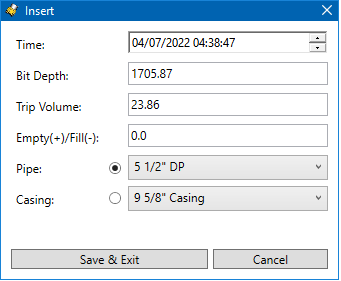 Insert
Time: 04/07/2022 04:38:47
Bit Depth: 1705.87
Trip Volume: 23.86
Empty(+)/Fill(-): 0.0
Pipe: 5 1/2" DP
Casing: 9 5/8" Casing
Save & Exit Cancel